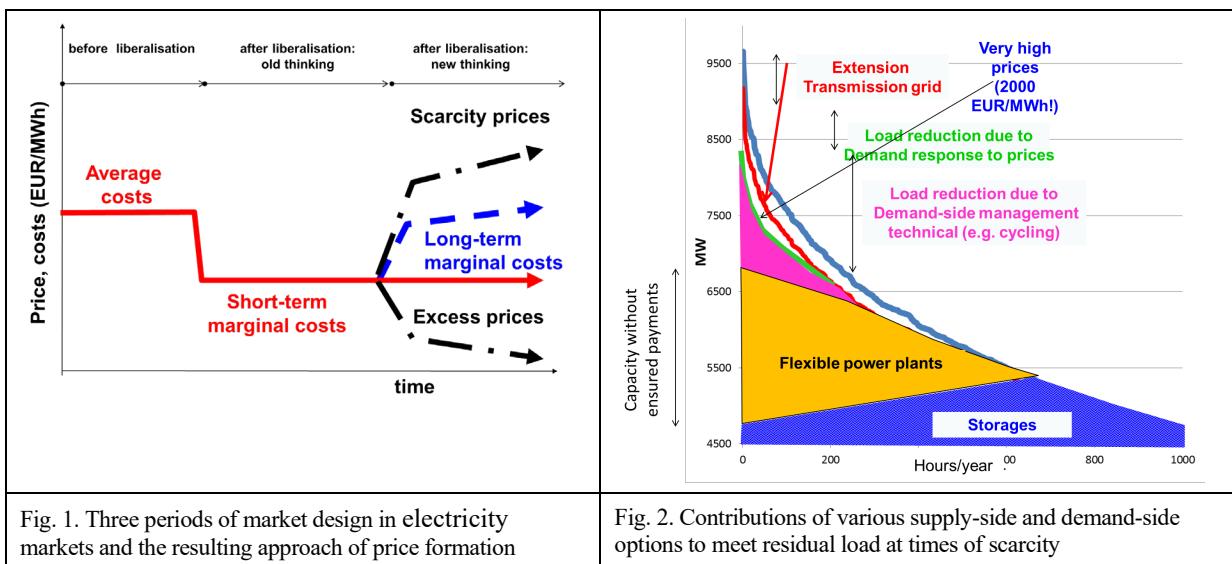 before liberalisation
after liberalisation:
old thinking
after liberalisation:
new thinking
Price, costs (EUR/MWh)
Scarcity prices
Average
costs
Long-term
marginal costs
Short-term
marginal costs
Excess prices
time
Fig. 1. Three periods of market design in electricity
markets and the resulting approach of price formation
Very high
prices
(2000
EUR/MWh!)
Extension
Transmission grid
Load reduction due to
Demand response to prices
Load reduction due to
Demand-side management
technical (e.g. cycling)
9500
8500
7500
6500
5500
4500
MW
Capacity without
ensured payments
Flexible power plants
Storages
0
200
00
800
1000
Hours/year
Fig. 2. Contributions of various supply-side and demand-side
options to meet residual load at times of scarcity